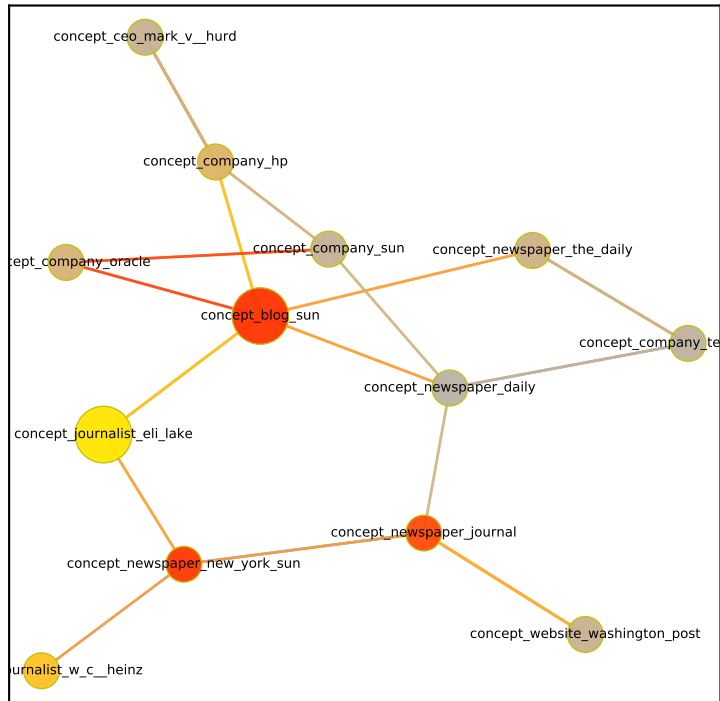 concept_ceo_mark_v__hurd
concept_company_hp
concept_company_sun
concept_newspaper_the_daily
cept_company_oracle
concept_blog_sun
concept_company_te
concept_newspaper_daily
concept_journalist_eli_lake
concept_newspaper_journal
concept_newspaper_new_york_sun
concept_website_washington_post
ournalist_w_c__heinz